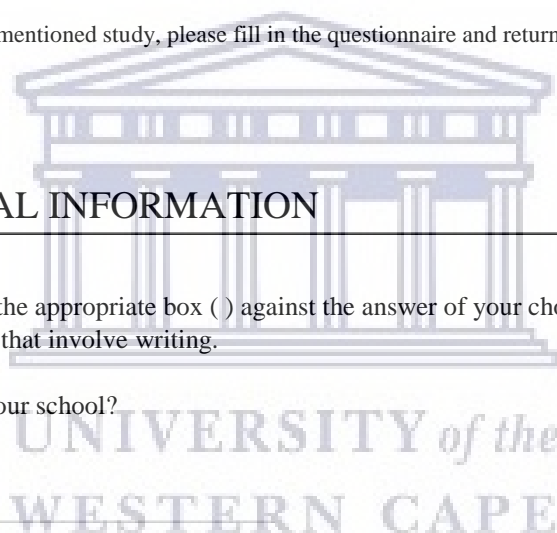 mentioned study, please fill in the questionnaire and return
AL INFORMATION
the appropriate box ( ) against the answer of your cho
that involve writing.
our school?
UNIVERSITY of the
WESTERN CAPE